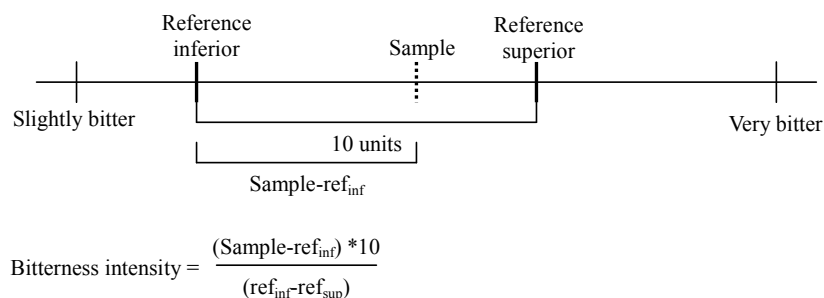 Reference
inferior
Sample
Reference
superior
Slightly bitter
Very bitter
10 units
Sample-ref_inf
Bitterness intensity = (Sample-ref_inf) *10
(ref_inf-ref_sup)